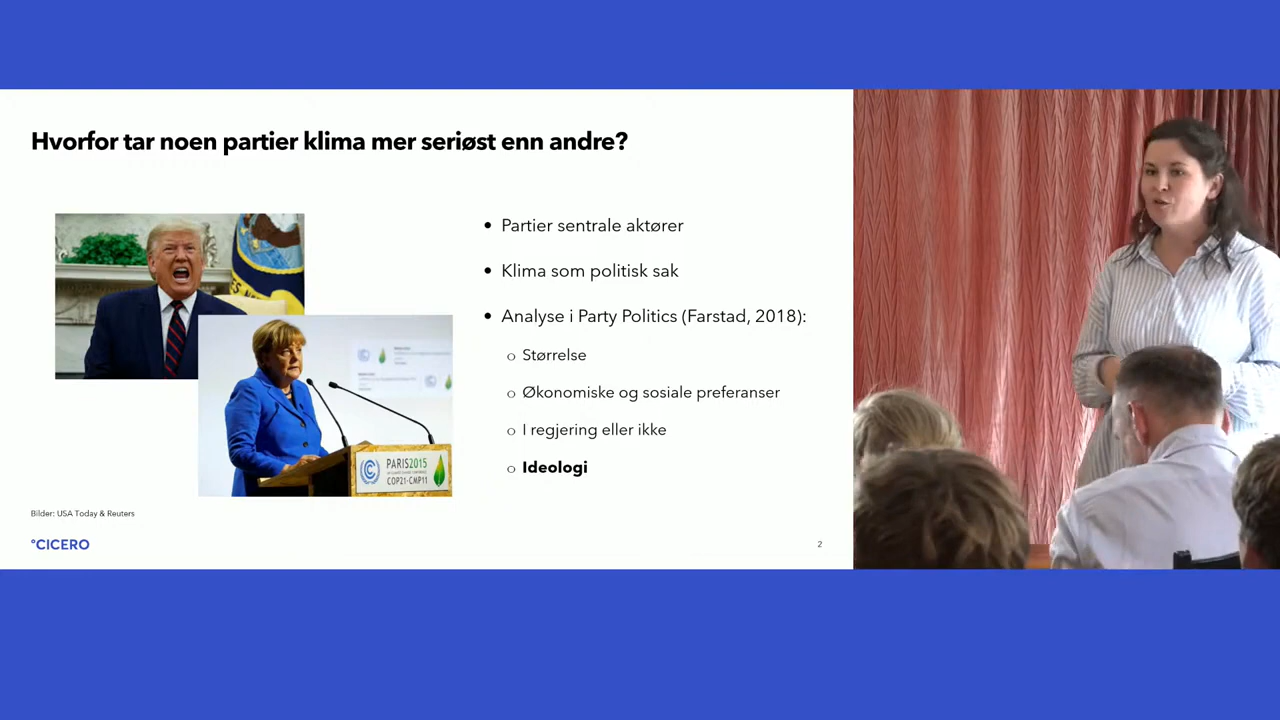 Hvorfor tar noen partier klima mer seriøst enn andre?
• Partier sentrale aktører
• Klima som politisk sak
• Analyse i Party Politics (Farstad, 2018):
o Størrelse
o Økonomiske og sosiale preferanser
o I regjering eller ikke
o Ideologi
PARIS2015
COP21·CMP11
Bilder: USA Today & Reuters
°CICERO
2